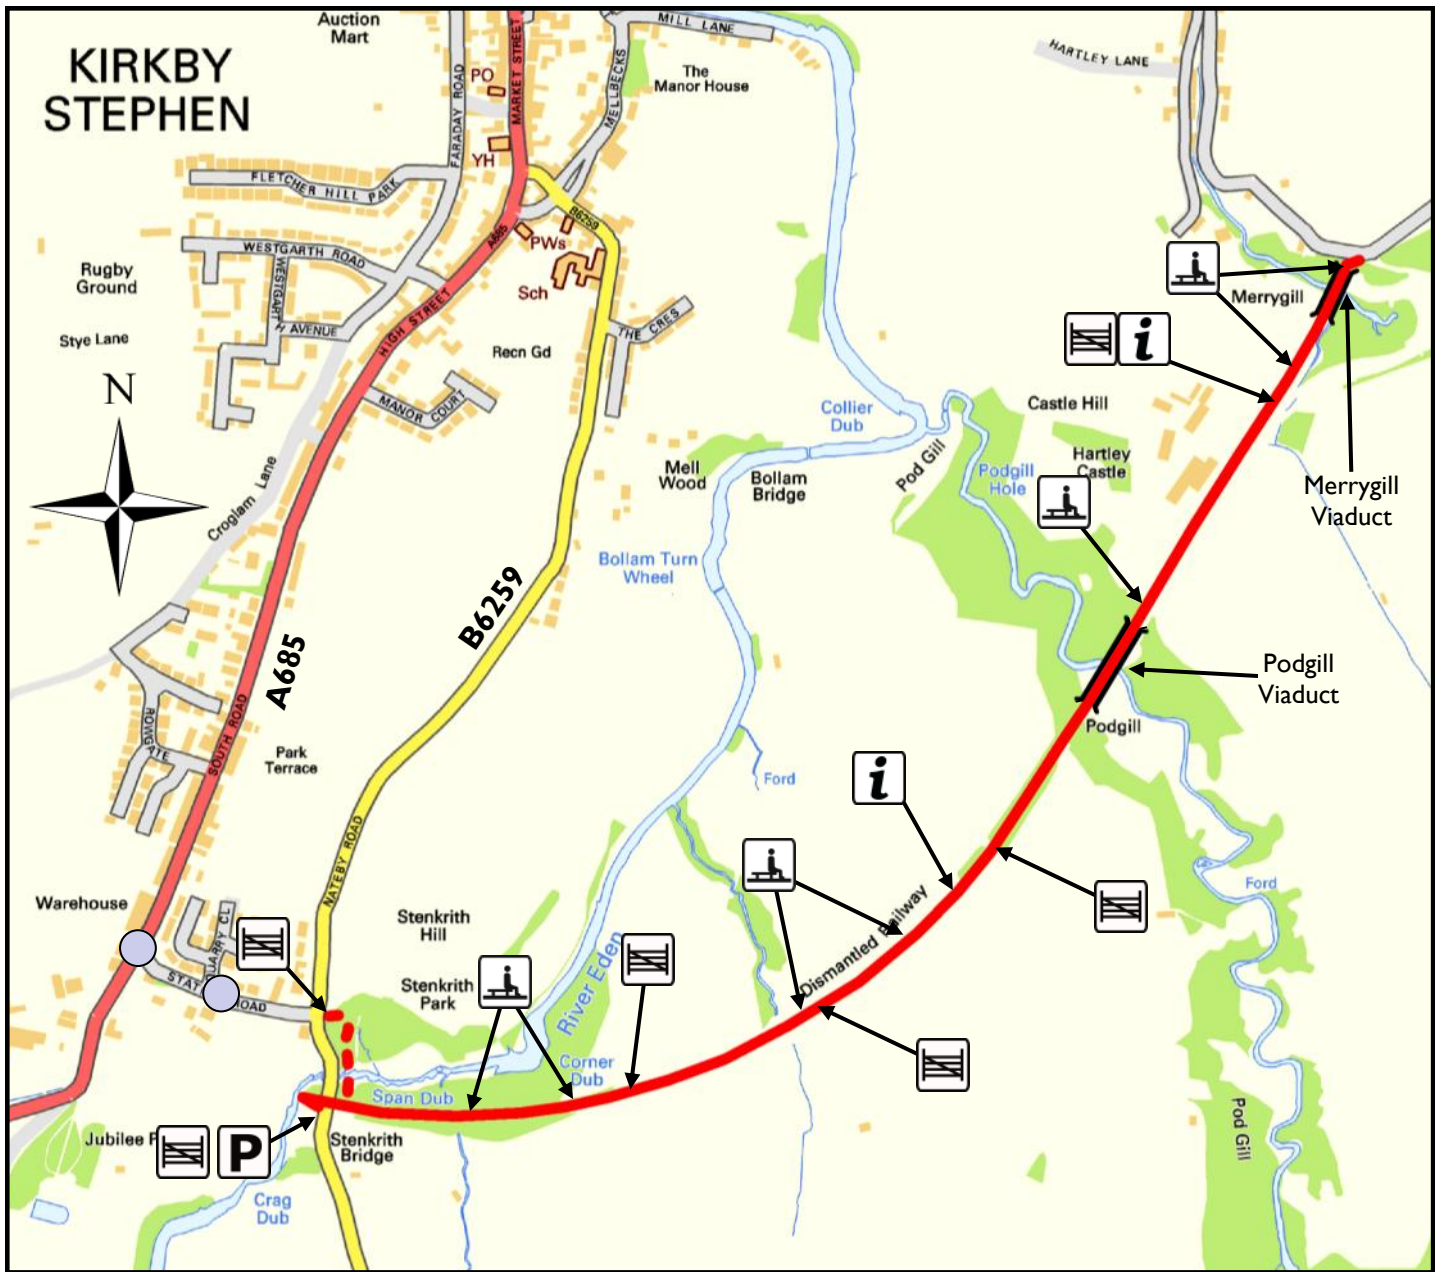 KIRKBY
STEPHEN
Auction
Mart
FARADAY ROAD
PO
MARKET STREET
YH
MELLBECKS
MILL LANE
The
Manor House
HARTLEY LANE
FLETCHER HILL PARK
B6259
A685
PWs
Sch
WESTGARTH ROAD
WESTGART
H AVENUE
Rugby
Ground
Stye Lane
HIGH STREET
THE CRES
Recn Gd
MANOR COURT
N
Merrygill
i
Merrygill
Viaduct
Castle Hill
Hartley
Castle
Collier
Dub
Pod Gill
Podgill
Hole
Mell
Wood
Bollam
Bridge
Croglam Lane
Bollam Turn
Wheel
B6259
A685
SOUTH ROAD
ROWGATE
Park
Terrace
Podgill
Viaduct
Podgill
Ford
i
NATEBY ROAD
Warehouse
QUARRY CL
STAT
OAD
Stenkrith
Hill
Stenkrith
Park
River Eden
Dismantled Railway
Ford
Corner
Dub
Span Dub
Jubilee P
P
Stenkrith
Bridge
Crag
Dub
Pod Gill